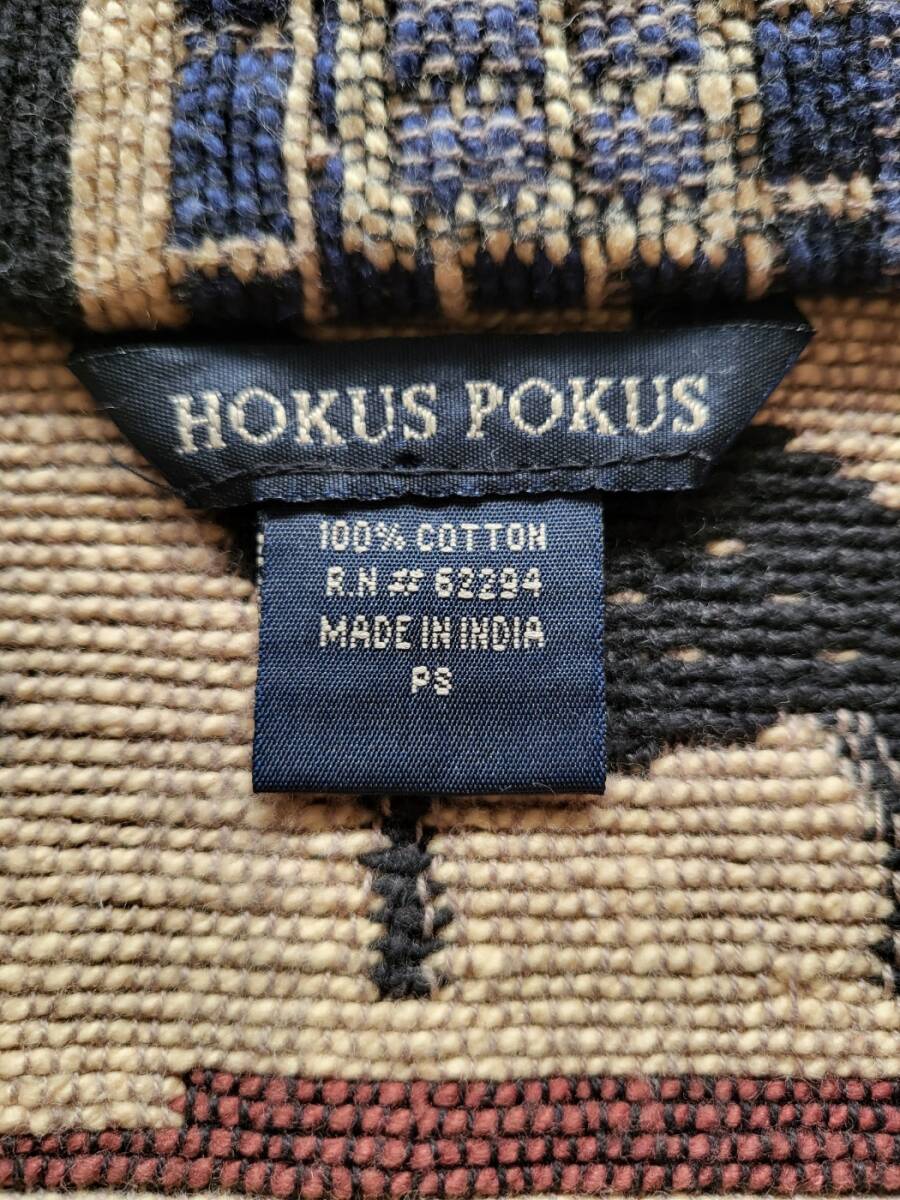 HOKUS POKUS
100% COTTON
R.N # 62294
MADE IN INDIA
PS